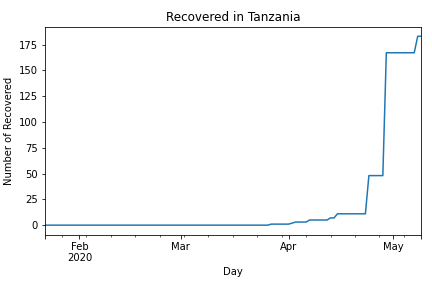 Recovered in Tanzania
Number of Recovered
175
150
125
100
75
50
25
0
Feb
2020
Mar
Apr
May
Day